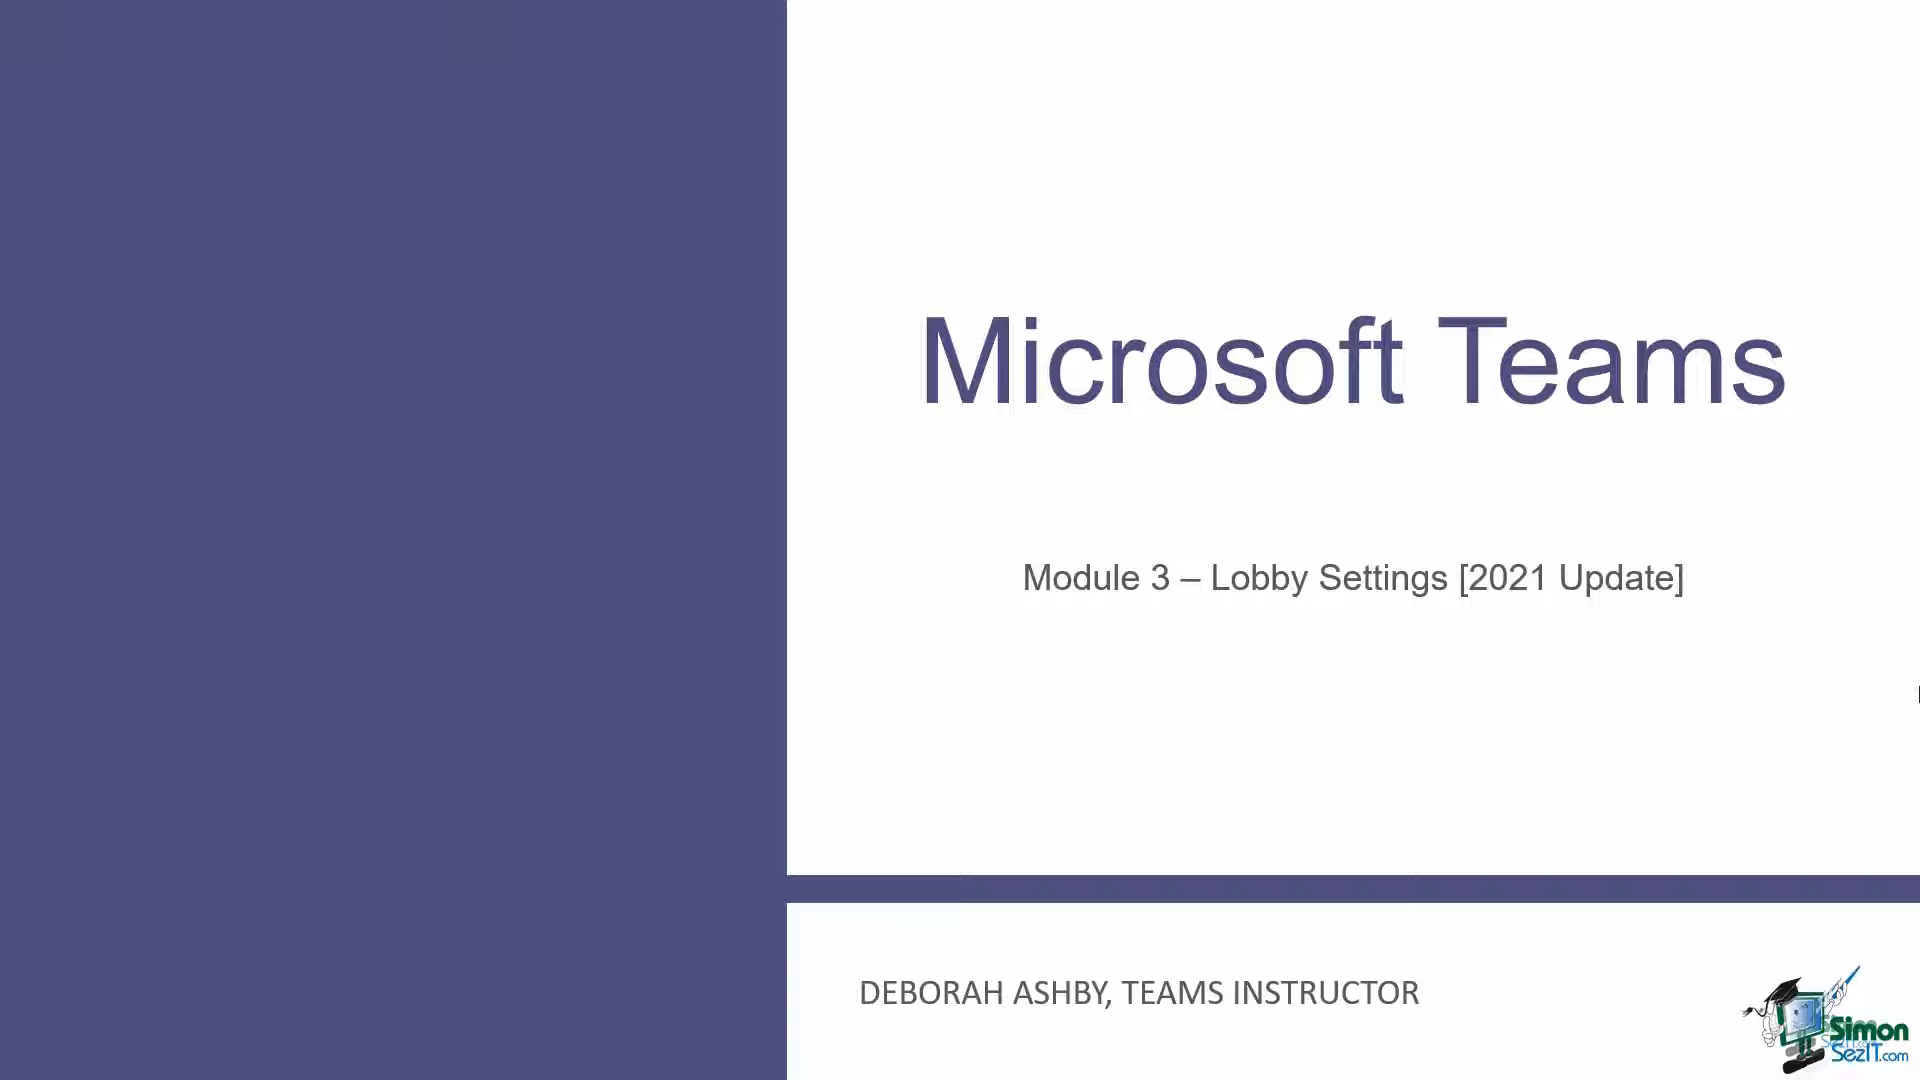 Microsoft Teams
Module 3 – Lobby Settings [2021 Update]
DEBORAH ASHBY, TEAMS INSTRUCTOR
Simon
SezIT.com